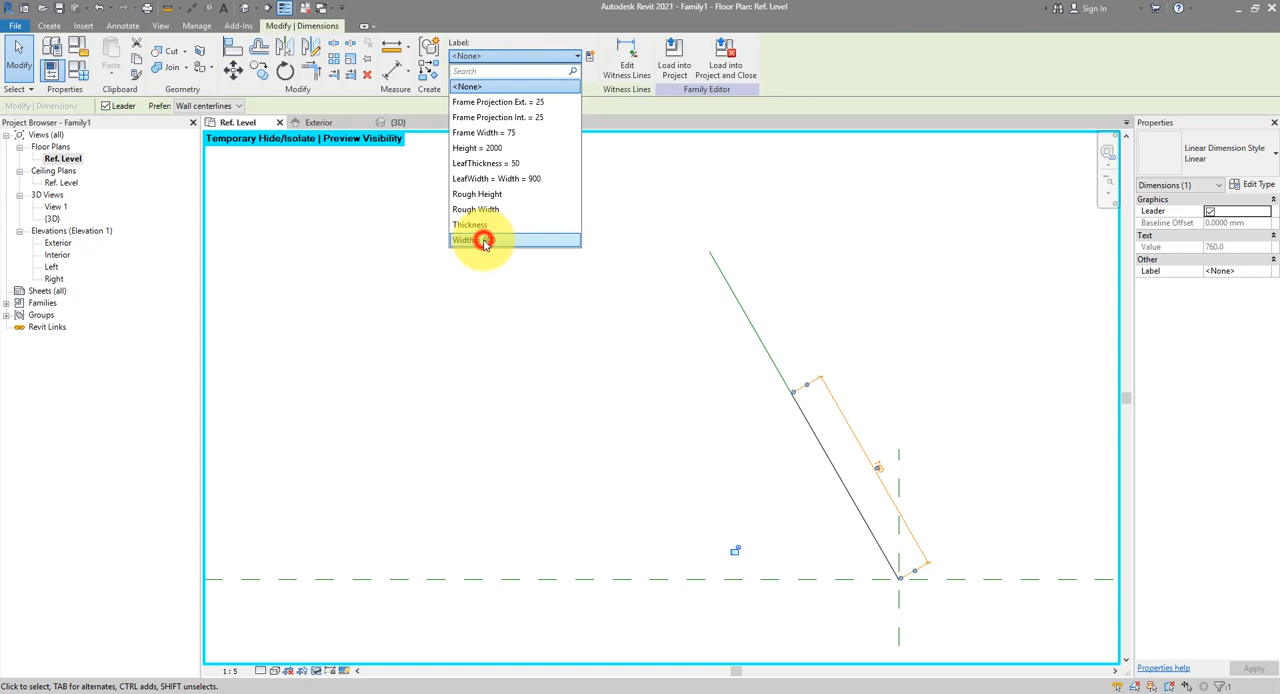 Autodesk Revit 2021 - Family1 - Floor Plan: Ref. Level
Sign In
File
Create
Insert
Annotate
View
Manage
Add-Ins
Modify | Dimensions
Modify
Paste
Cut
Join
Label:
<None>
Search
<None>
Frame Projection Ext. = 25
Frame Projection Int. = 25
Frame Width = 75
Height = 2000
LeafThickness = 50
LeafWidth = Width = 900
Rough Height
Rough Width
Thickness
Width
Edit
Witness Lines
Load into
Project
Load into
Project and Close
Select
Properties
Clipboard
Geometry
Modify
Measure
Create
Witness Lines
Family Editor
Modify | Dimensions
Leader
Prefer:
Wall centerlines
Project Browser - Family1
Views (all)
Floor Plans
Ref. Level
Ceiling Plans
Ref. Level
3D Views
View 1
{3D}
Elevations (Elevation 1)
Exterior
Interior
Left
Right
Sheets (all)
Families
Groups
Revit Links
Ref. Level
Exterior
{3D}
Temporary Hide/Isolate | Preview Visibility
2D
Properties
Linear Dimension Style
Linear
Dimensions (1)
Edit Type
Graphics
Leader
Baseline Offset
0.0000 mm
Text
Value
760.0
Other
Label
<None>
Properties help
Apply
1 : 5
Click to select, TAB for alternates, CTRL adds, SHIFT unselects.
:1